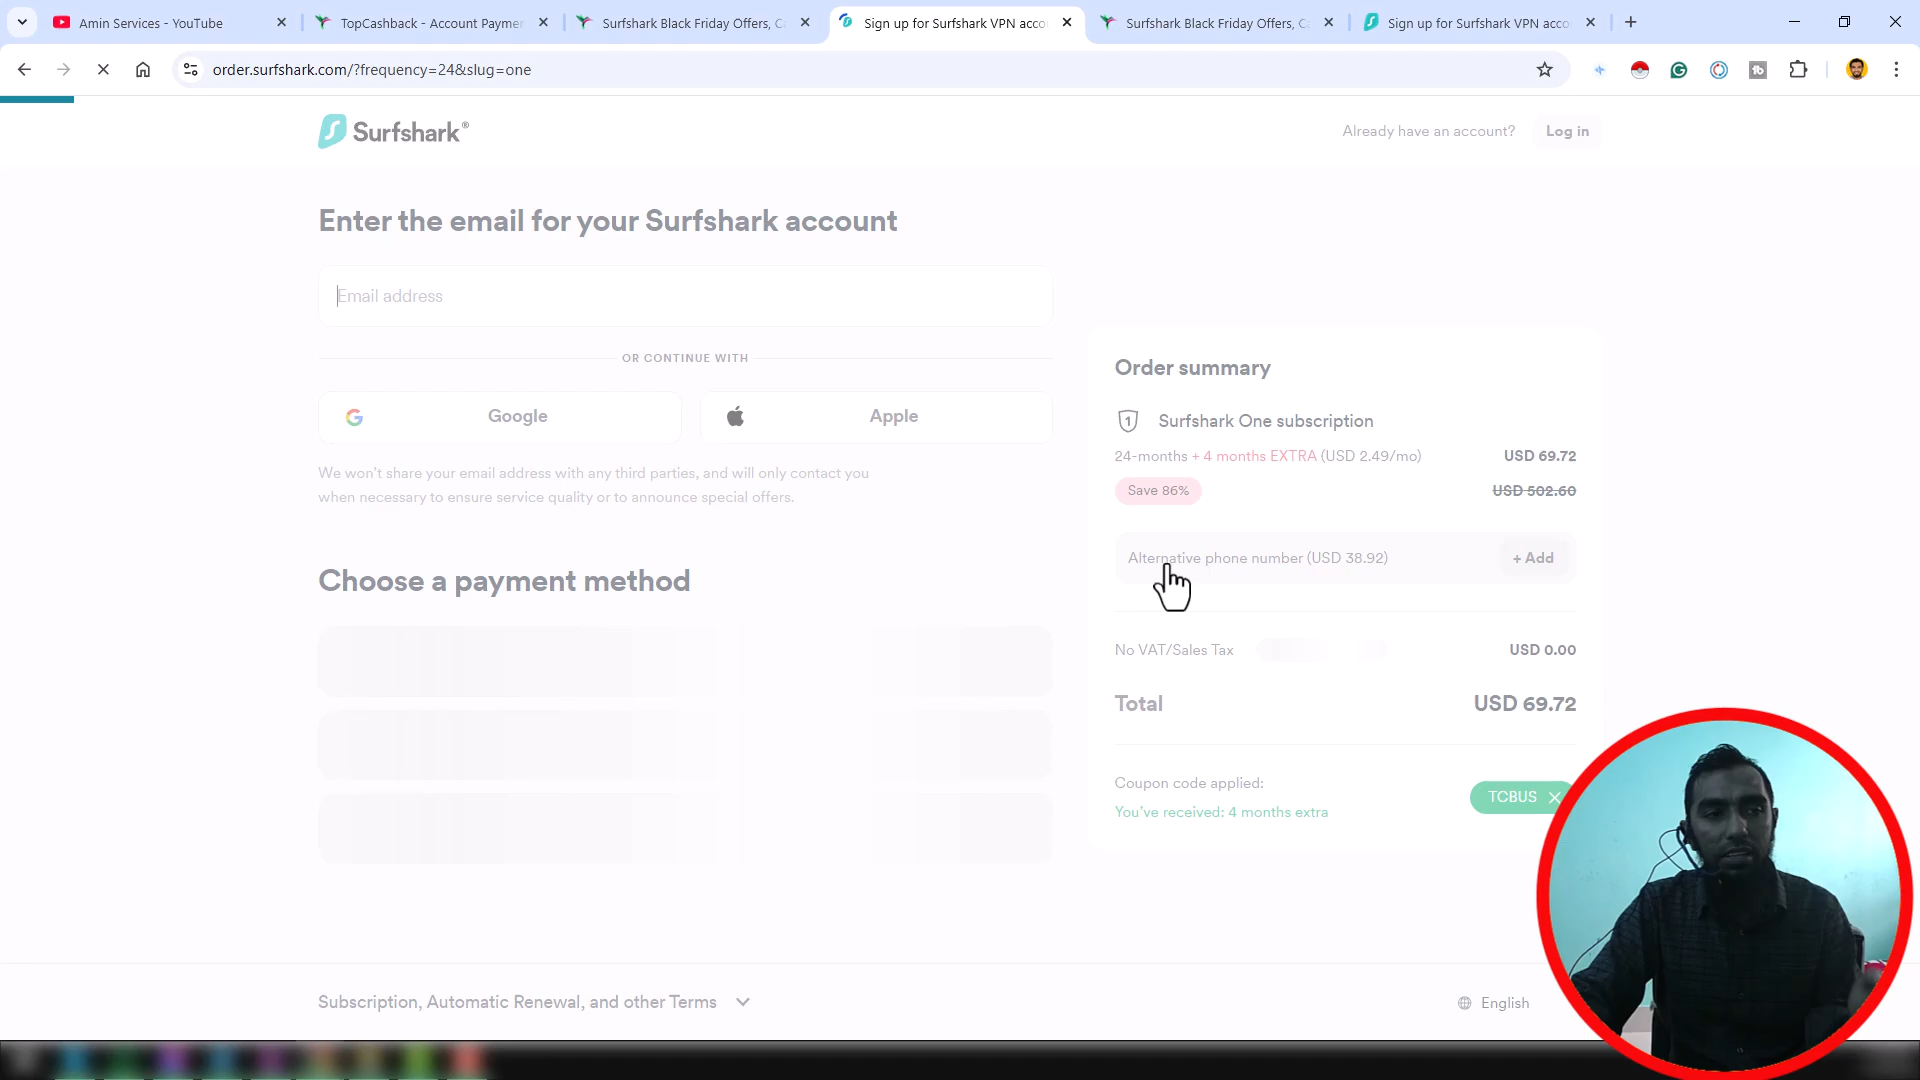 Amin Services - YouTube
TopCashback - Account Paymen
Surfshark Black Friday Offers, C
Sign up for Surfshark VPN acco
Surfshark Black Friday Offers, C
Sign up for Surfshark VPN acco
order.surfshark.com/?frequency=24&slug=one
Surfshark®
Already have an account?
Log in
Enter the email for your Surfshark account
Email address
OR CONTINUE WITH
Google
Apple
We won't share your email address with any third parties, and will only contact you
when necessary to ensure service quality or to announce special offers.
Choose a payment method
Order summary
Surfshark One subscription
24-months + 4 months EXTRA (USD 2.49/mo)
USD 69.72
Save 86%
USD 502.60
Alternative phone number (USD 38.92)
+ Add
No VAT/Sales Tax
USD 0.00
Total
USD 69.72
Coupon code applied:
TCBUS
You've received: 4 months extra
Subscription, Automatic Renewal, and other Terms
English